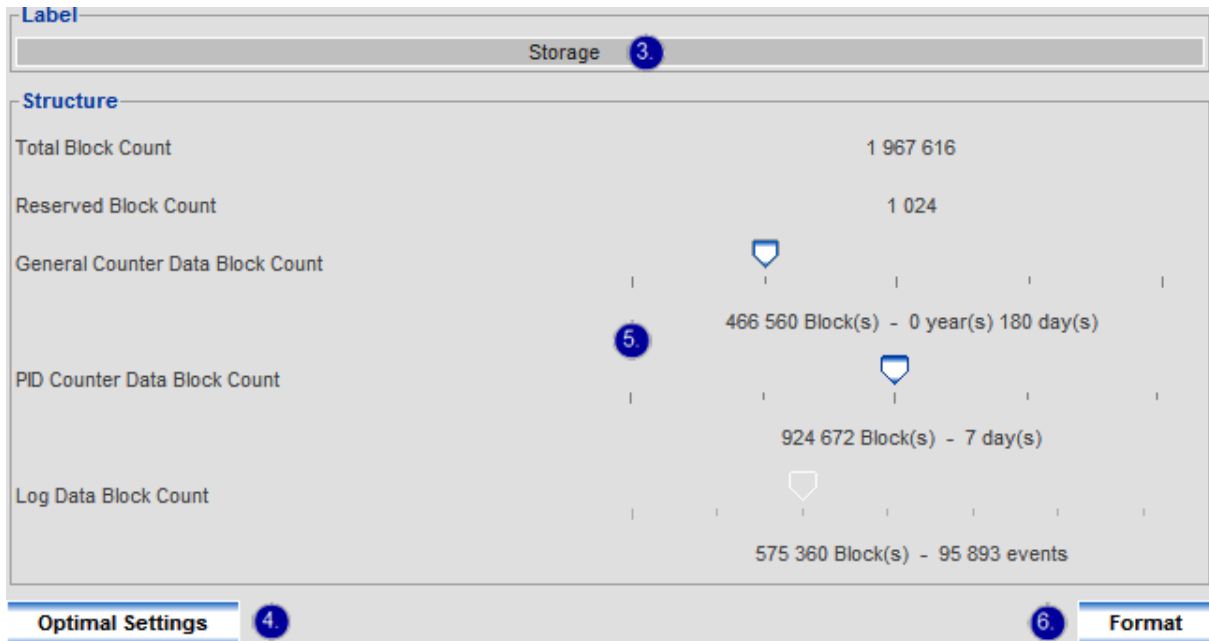 Label
Storage 3.
Structure
Total Block Count 1 967 616
Reserved Block Count 1 024
General Counter Data Block Count
466 560 Block(s) - 0 year(s) 180 day(s)
5.
PID Counter Data Block Count
924 672 Block(s) - 7 day(s)
Log Data Block Count
575 360 Block(s) - 95 893 events
Optimal Settings 4. 6. Format